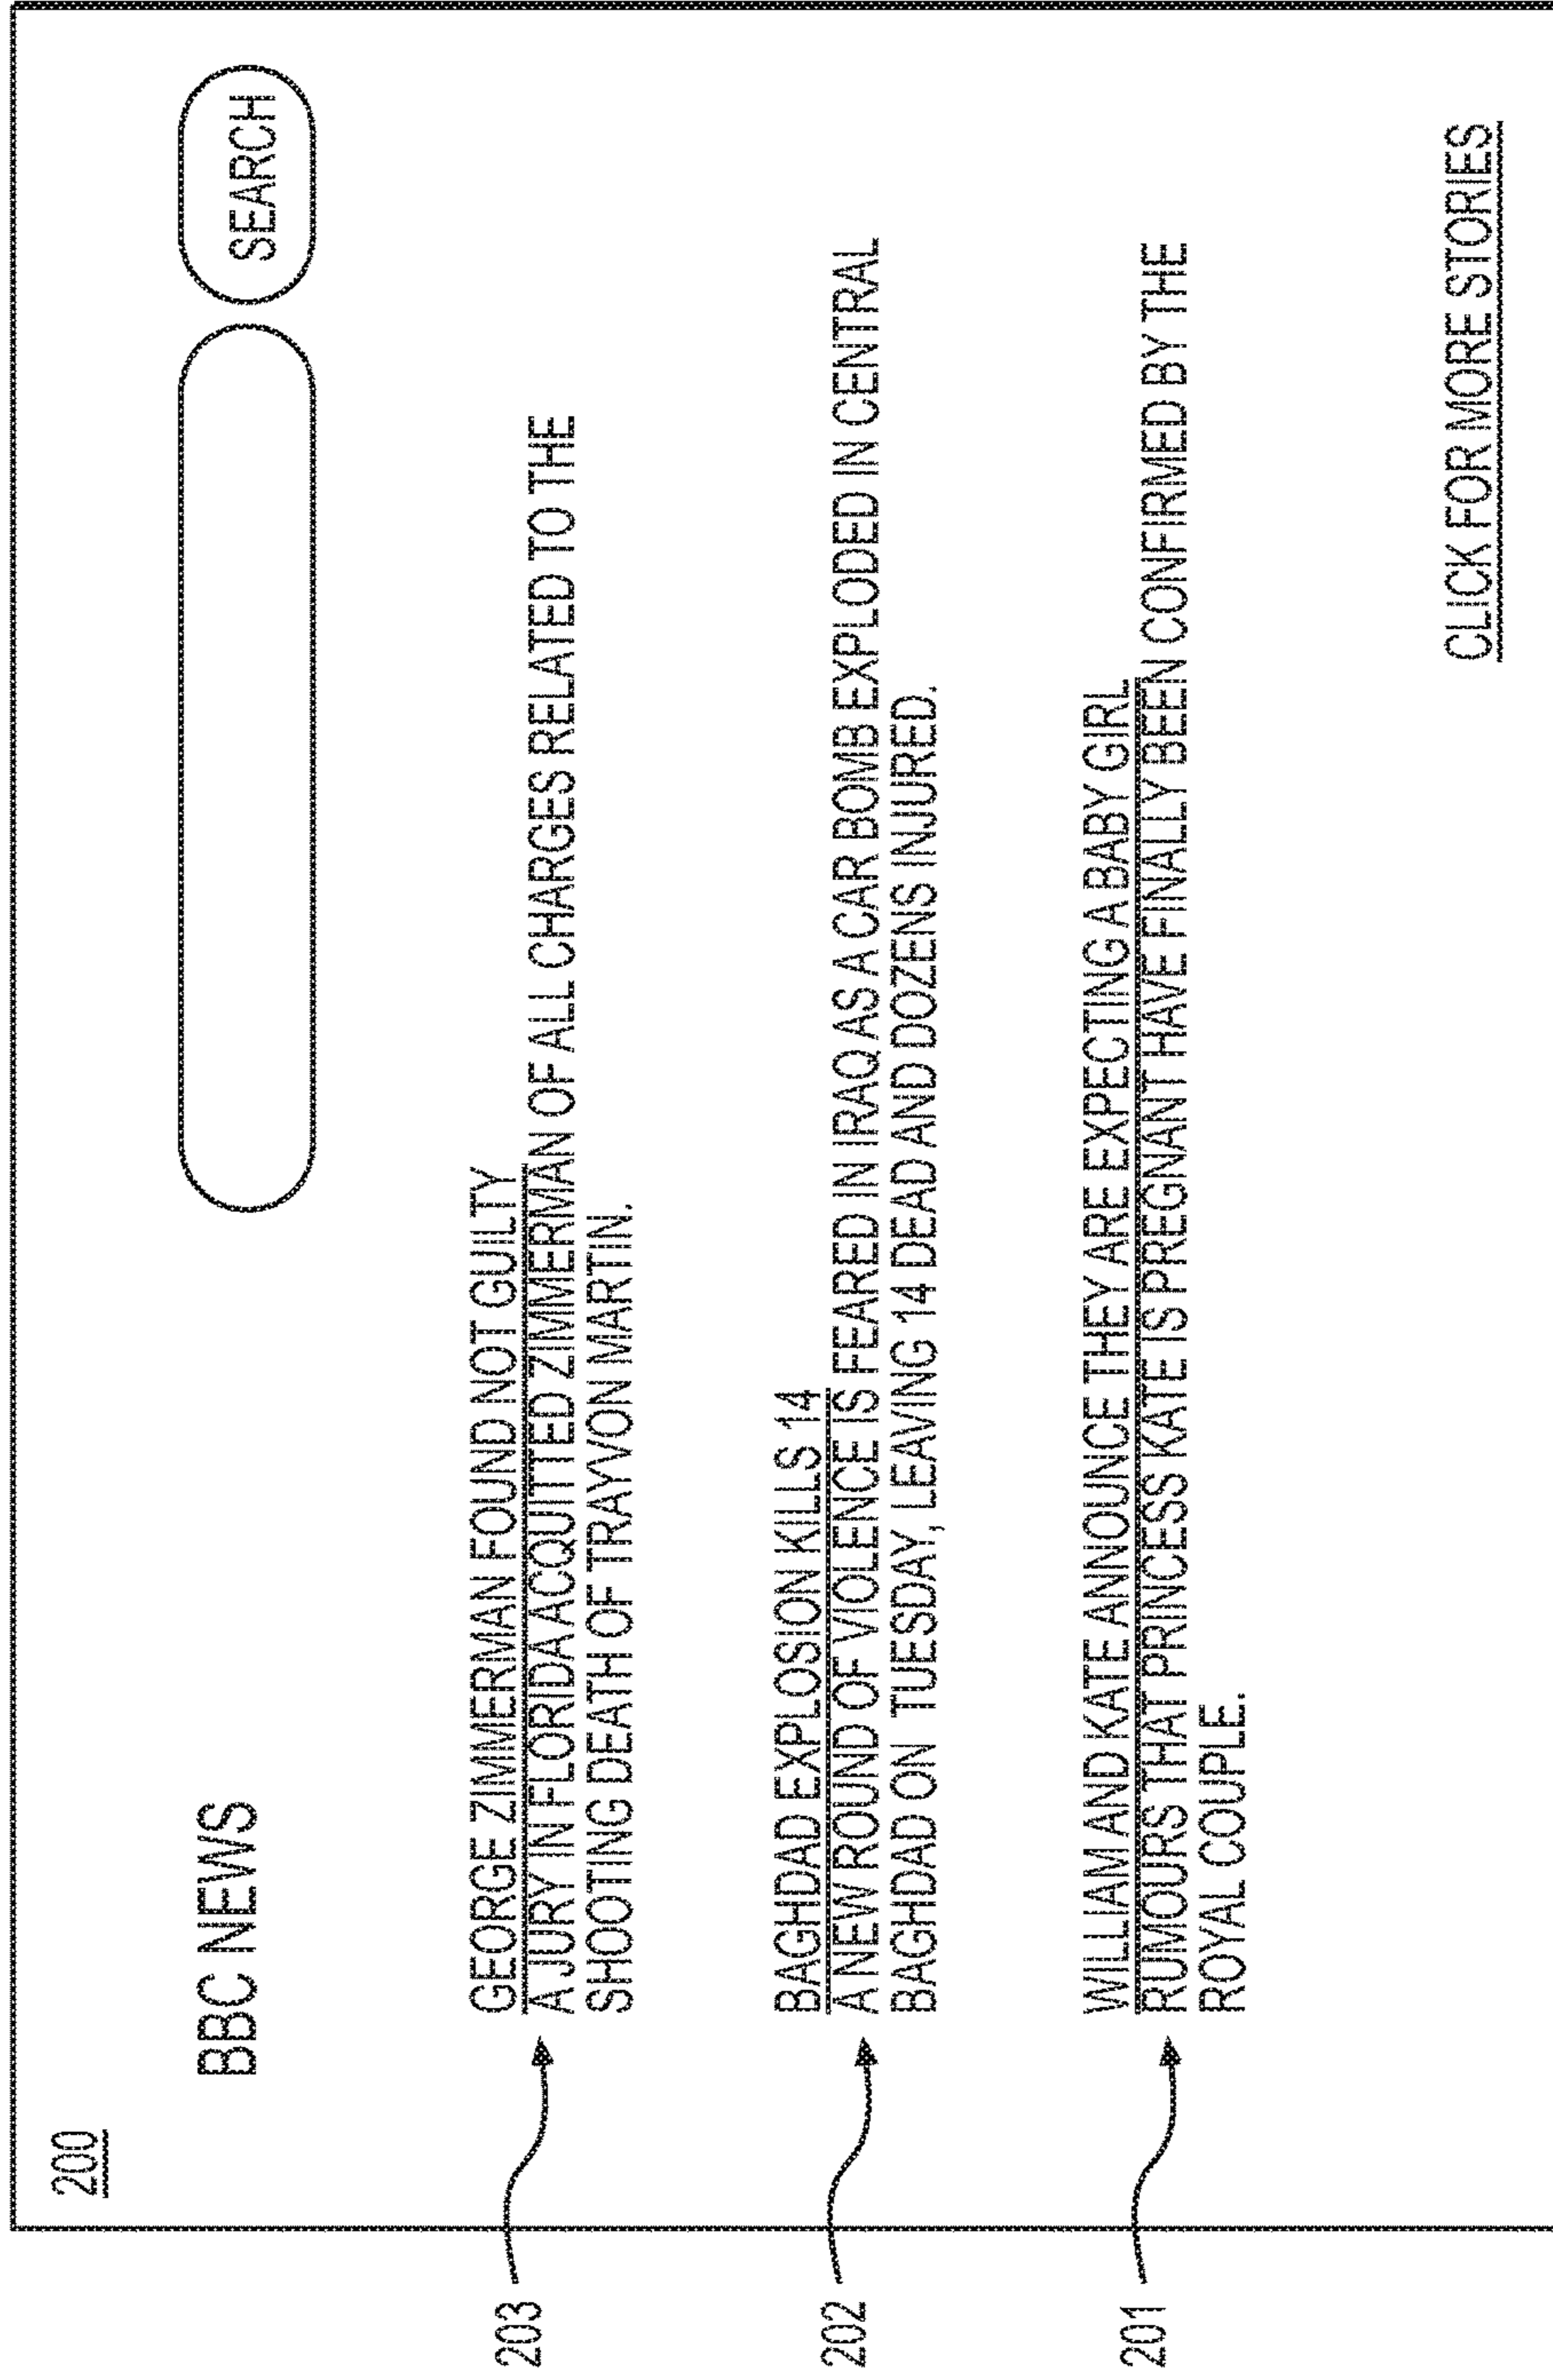 200
BBC NEWS
SEARCH
203
GEORGE ZIMMERMAN FOUND NOT GUILTY
A JURY IN FLORIDA ACQUITTED ZIMMERMAN OF ALL CHARGES RELATED TO THE
SHOOTING DEATH OF TRAYVON MARTIN.
202
BAGHDAD EXPLOSION KILLS 14
A NEW ROUND OF VIOLENCE IS FEARED IN IRAQ AS A CAR BOMB EXPLODED IN CENTRAL
BAGHDAD ON TUESDAY, LEAVING 14 DEAD AND DOZENS INJURED.
201
WILLIAM AND KATE ANNOUNCE THEY ARE EXPECTING A BABY GIRL
RUMOURS THAT PRINCESS KATE IS PREGNANT HAVE FINALLY BEEN CONFIRMED BY THE
ROYAL COUPLE.
CLICK FOR MORE STORIES